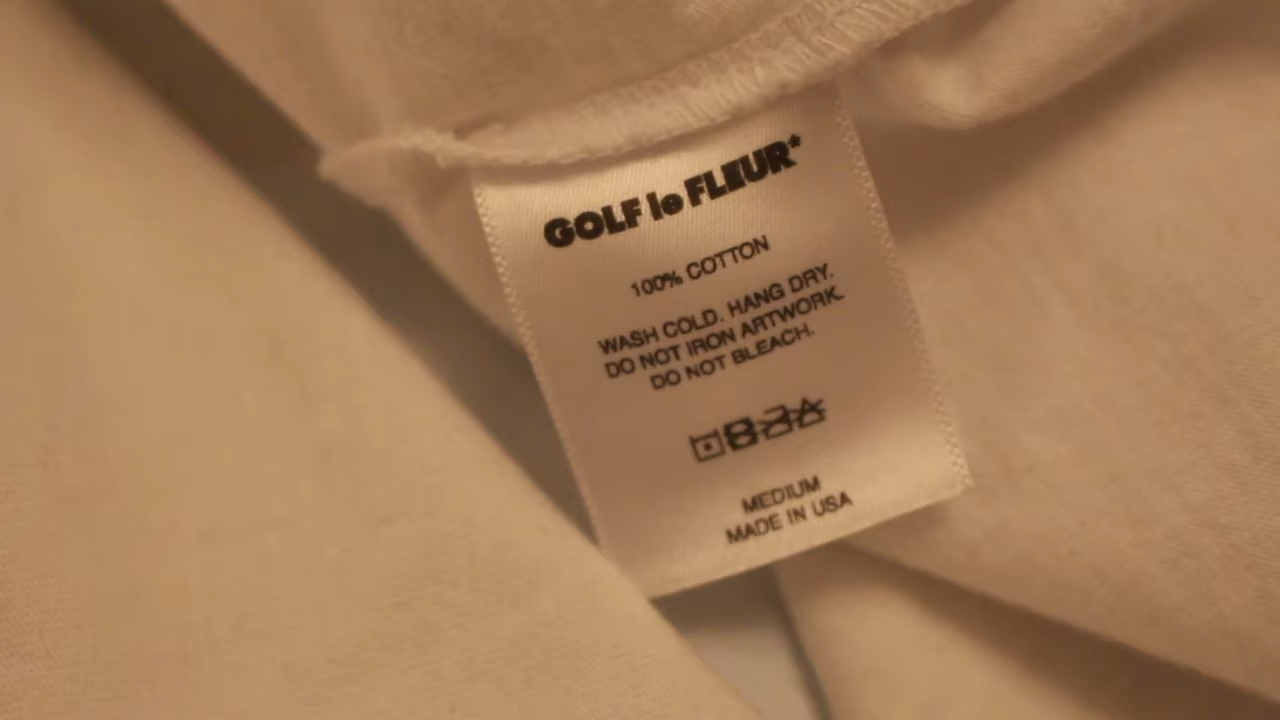 GOLF le FLEUR*
100% COTTON
WASH COLD. HANG DRY.
DO NOT IRON ARTWORK.
DO NOT BLEACH.
MEDIUM
MADE IN USA